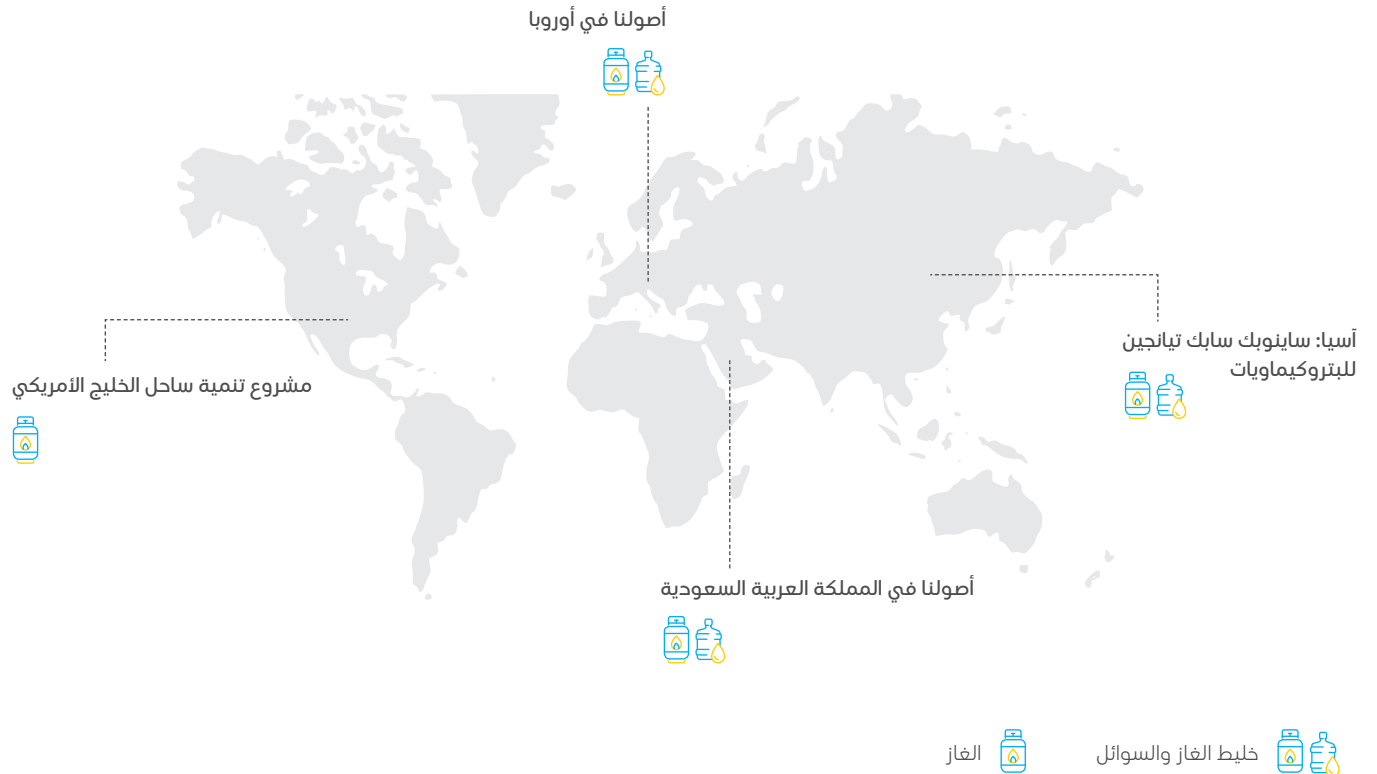 أصولنا في أوروبا
آسيا: ساينوبك سابك تيانجين
للبتروكيماويات
مشروع تنمية ساحل الخليج الأمريكي
أصولنا في المملكة العربية السعودية
خليط الغاز والسوائل
الغاز